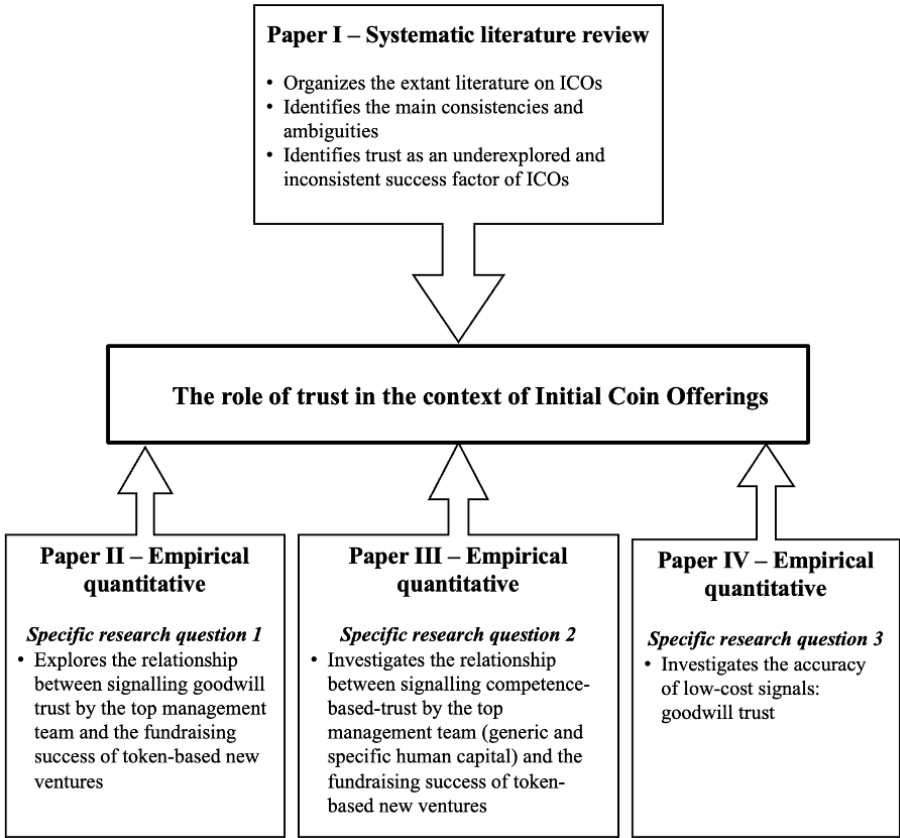 Paper I – Systematic literature review
• Organizes the extant literature on ICOs
• Identifies the main consistencies and
ambiguities
• Identifies trust as an underexplored and
inconsistent success factor of ICOs
The role of trust in the context of Initial Coin Offerings
Paper II – Empirical
quantitative
Specific research question 1
• Explores the relationship
between signalling goodwill
trust by the top management
team and the fundraising
success of token-based new
ventures
Paper III – Empirical
quantitative
Specific research question 2
• Investigates the relationship
between signalling competence-
based-trust by the top
management team (generic and
specific human capital) and the
fundraising success of token-
based new ventures
Paper IV – Empirical
quantitative
Specific research question 3
• Investigates the accuracy
of low-cost signals:
goodwill trust